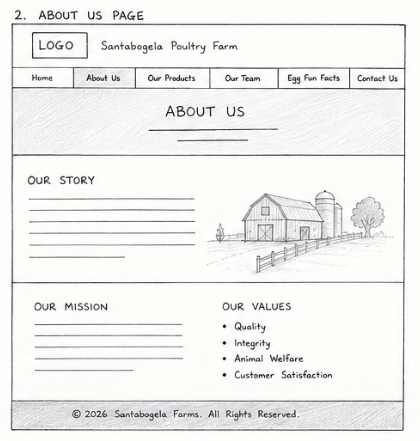 2. ABOUT US PAGE
LOGO Santabogela Poultry Farm
Home About Us Our Products Our Team Egg Fun Facts Contact Us
ABOUT US
OUR STORY
OUR MISSION
OUR VALUES
• Quality
• Integrity
• Animal Welfare
• Customer Satisfaction
© 2026 Santabogela Farms. All Rights Reserved.